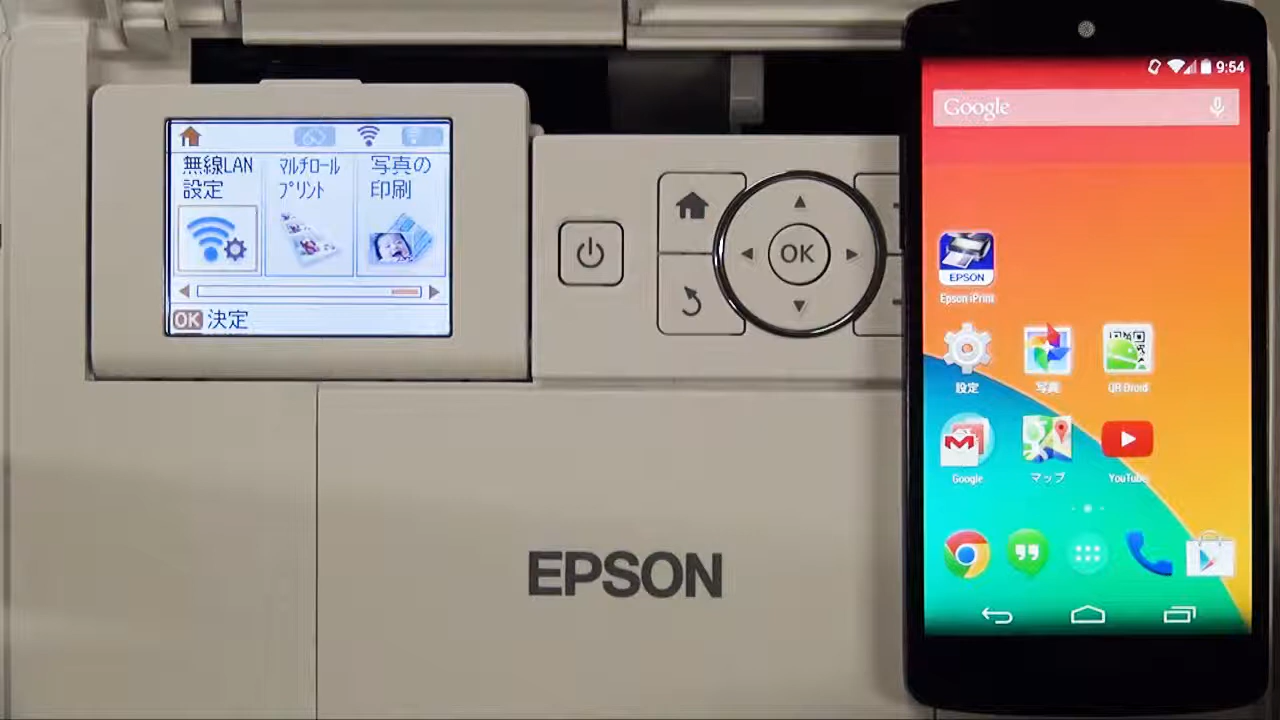 無線LAN
設定
マルチロール
プリント
写真の
印刷
OK 決定
OK
EPSON
9:54
Google
EPSON
Epson iPrint
設定
写真
QR Droid
Google
マップ
YouTube